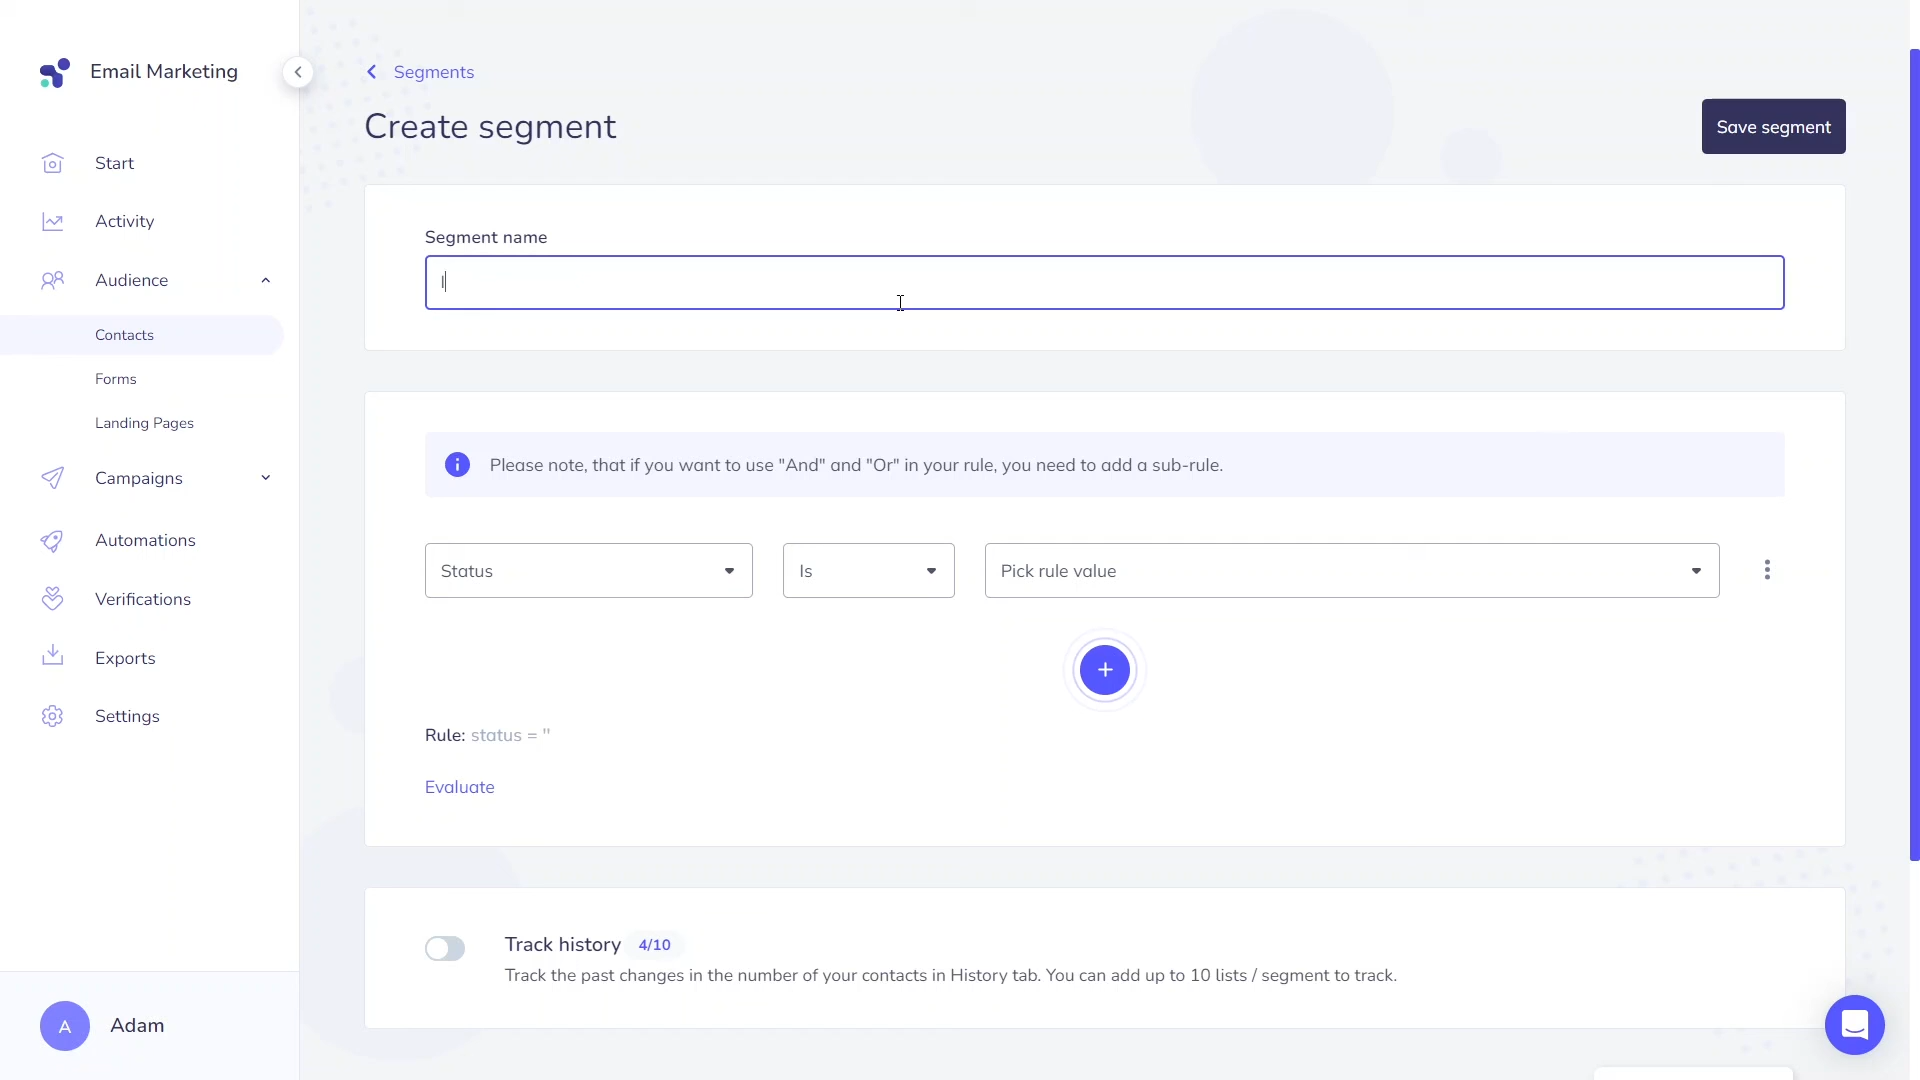 Email Marketing
Start
Activity
Audience
Contacts
Forms
Landing Pages
Campaigns
Automations
Verifications
Exports
Settings
A Adam
Segments
Create segment
Save segment
Segment name
Please note, that if you want to use "And" and "Or" in your rule, you need to add a sub-rule.
Status Is Pick rule value
Rule: status = ''
Evaluate
Track history 4/10
Track the past changes in the number of your contacts in History tab. You can add up to 10 lists / segment to track.